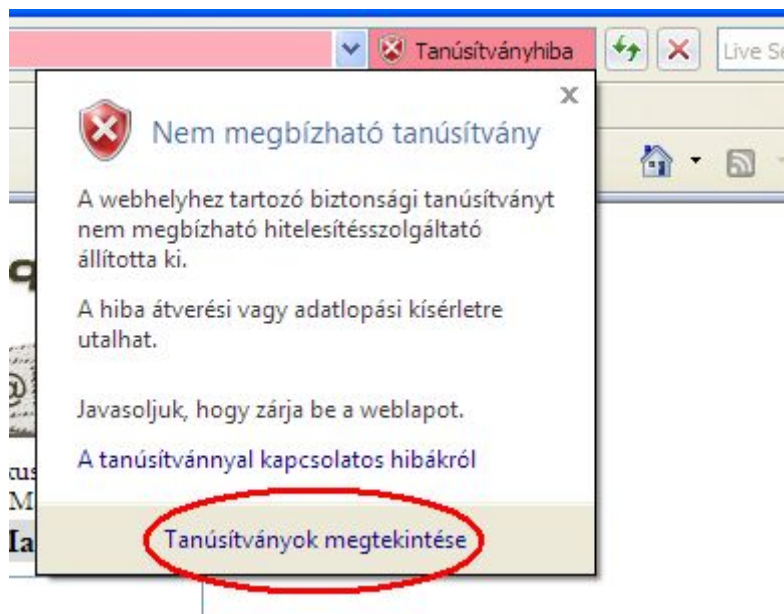 Tanúsítványhiba
Live Se
Nem megbízható tanúsítvány
A webhelyhez tartozó biztonsági tanúsítványt
nem megbízható hitelesítésszolgáltató
állította ki.
A hiba átverési vagy adatlopási kísérletre
utalhat.
Javasoljuk, hogy zárja be a weblapot.
A tanúsítvánnyal kapcsolatos hibákról
Tanúsítványok megtekintése